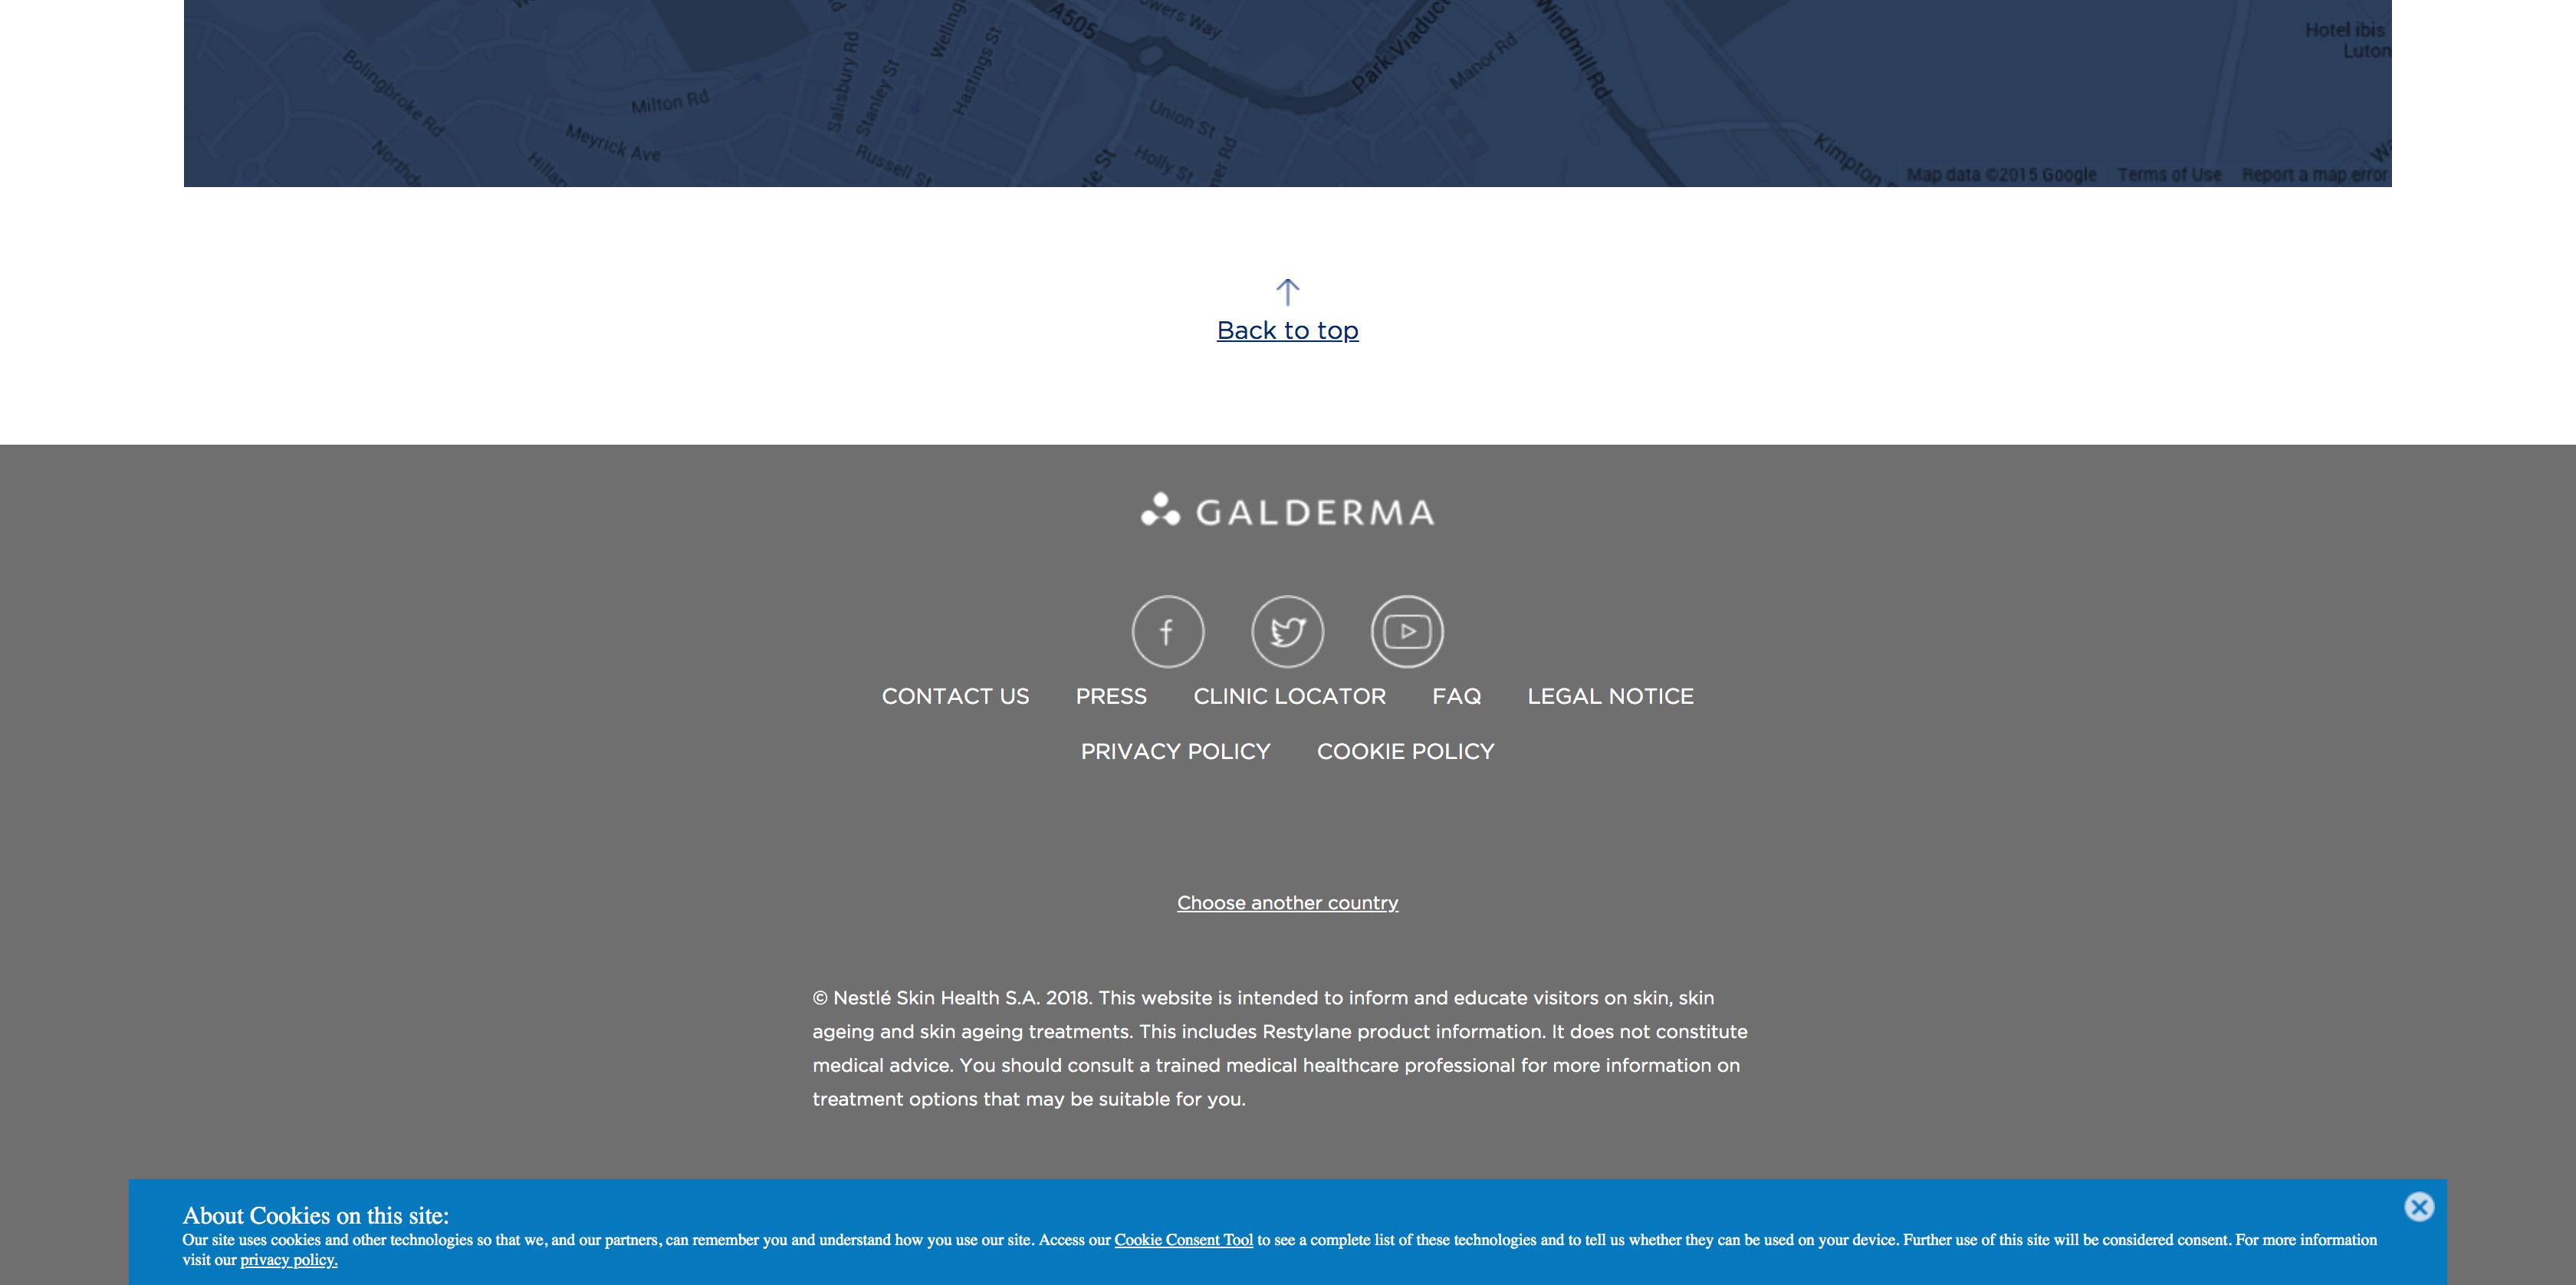 A505
owers Way
Park Viaduct
Windmill Rd
Hotel ibis
Luton
Wellin
Hastings St
Salisbury Rd
Stanley St
Manor Rd
Bolingbroke Rd
Milton Rd
Meyrick Ave
Union St
Holly St
ner Rd
Russell St
tle St
Kimpton
Map data ©2015 Google Terms of Use Report a map error
Back to top
GALDERMA
f
CONTACT US PRESS CLINIC LOCATOR FAQ LEGAL NOTICE
PRIVACY POLICY COOKIE POLICY
Choose another country
© Nestlé Skin Health S.A. 2018. This website is intended to inform and educate visitors on skin, skin
ageing and skin ageing treatments. This includes Restylane product information. It does not constitute
medical advice. You should consult a trained medical healthcare professional for more information on
treatment options that may be suitable for you.
About Cookies on this site:
Our site uses cookies and other technologies so that we, and our partners, can remember you and understand how you use our site. Access our Cookie Consent Tool to see a complete list of these technologies and to tell us whether they can be used on your device. Further use of this site will be considered consent. For more information
visit our privacy policy.